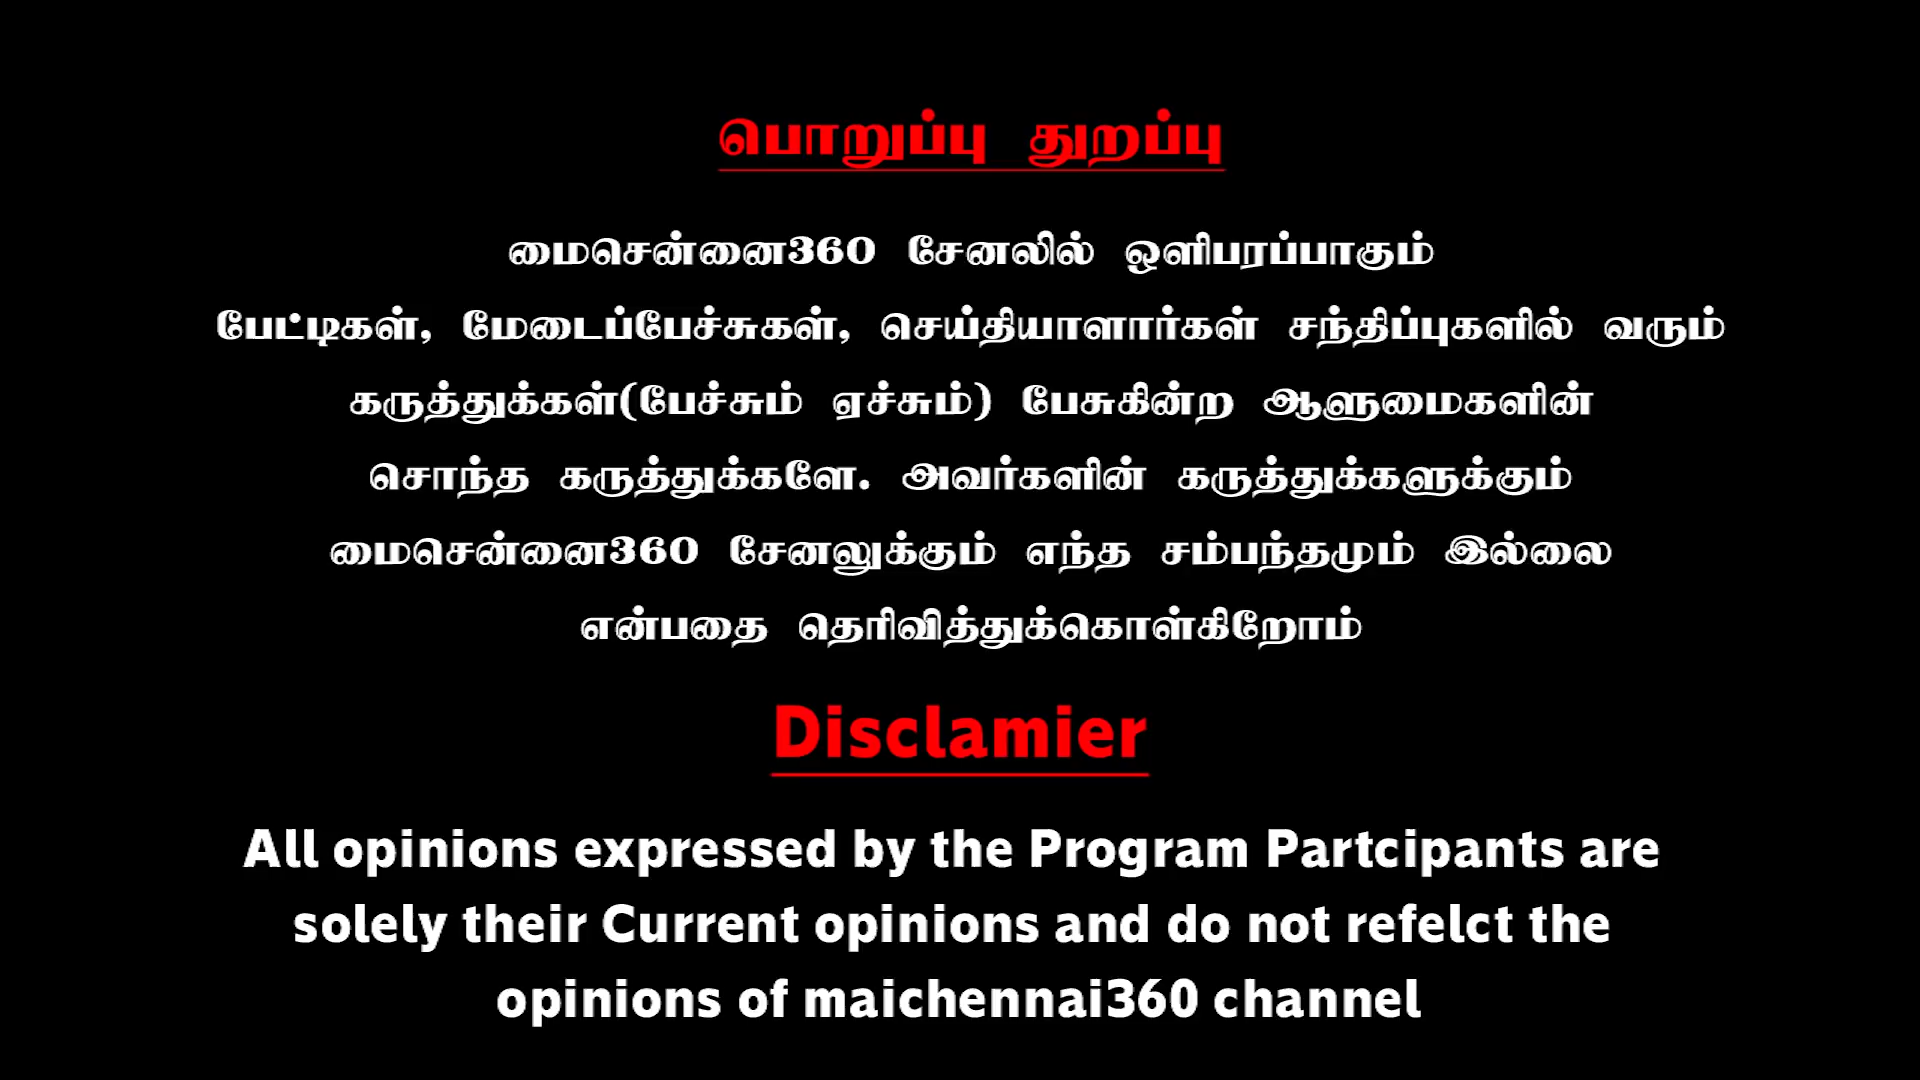 பொறுப்பு துறப்பு
மைசென்னை360 சேனலில் ஒளிபரப்பாகும்
பேட்டிகள், மேடைப்பேச்சுகள், செய்தியாளார்கள் சந்திப்புகளில் வரும்
கருத்துக்கள்(பேச்சும் ஏச்சும்) பேசுகின்ற ஆளுமைகளின்
சொந்த கருத்துக்களே. அவர்களின் கருத்துக்களுக்கும்
மைசென்னை360 சேனலுக்கும் எந்த சம்பந்தமும் இல்லை
என்பதை தெரிவித்துக்கொள்கிறோம்
Disclamier
All opinions expressed by the Program Partcipants are
solely their Current opinions and do not refelct the
opinions of maichennai360 channel